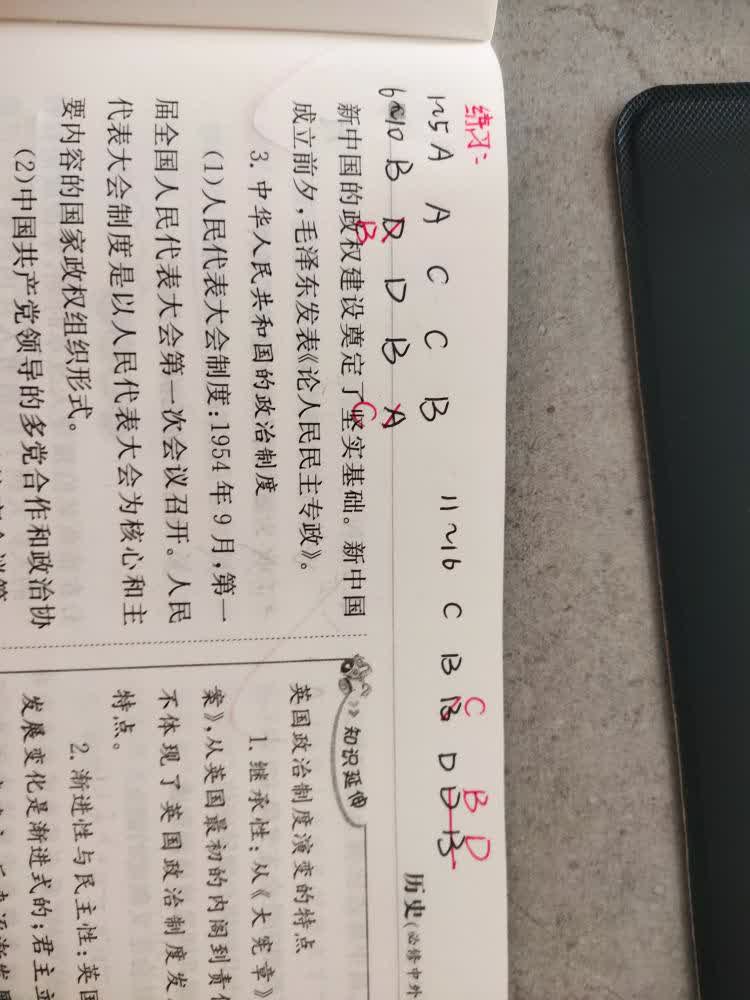 练习:
1~5 A A C C B 11~16 C B B C D D B B D
6~10 B D B D B A C
历史(必修中外
新中国的政权建设奠定了坚实基础。新中国
成立前夕,毛泽东发表《论人民民主专政》。
3. 中华人民共和国的政治制度
(1)人民代表大会制度:1954年9月,第一
届全国人民代表大会第一次会议召开。人民
代表大会制度是以人民代表大会为核心和主
要内容的国家政权组织形式。
(2)中国共产党领导的多党合作和政治协
知识延伸
英国政治制度演变的特点
1. 继承性:从《大宪章》
案》,从英国最初的内阁到责
不体现了英国政治制度发
特点。
2. 渐进性与民主性:英国
发展变化是渐进式的;君主立